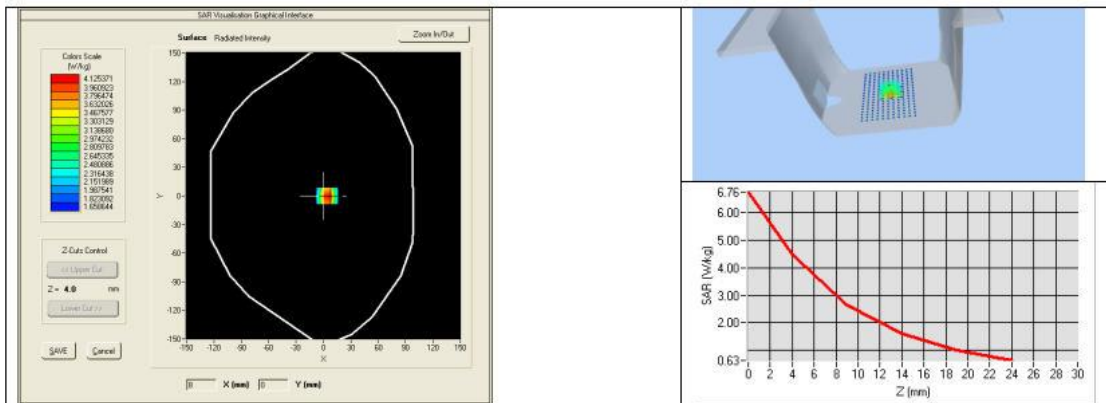 SAR Visualisation Graphical Interface
Surface Radiated Intensity
Zoom In/Out
Colors Scale
(W/kg)
4.125371
3.960923
3.796474
3.632026
3.467577
3.303129
3.138680
2.974232
2.809783
2.645335
2.480886
2.316438
2.151989
1.987541
1.823092
1.658644
Z-Cuts Control
<< Upper Cut
Z = 4.0 mm
Lower Cut >>
SAVE Cancel
150
120
90
60
30
0
-30
-60
-90
-120
-150
Y
-150 -120 -90 -60 -30 0 30 60 90 120 150
X
8 X (mm) 0 Y (mm)
6.76
6.00
5.00
4.00
3.00
2.00
0.63
SAR (W/kg)
0 2 4 6 8 10 12 14 16 18 20 22 24 26 30
Z (mm)